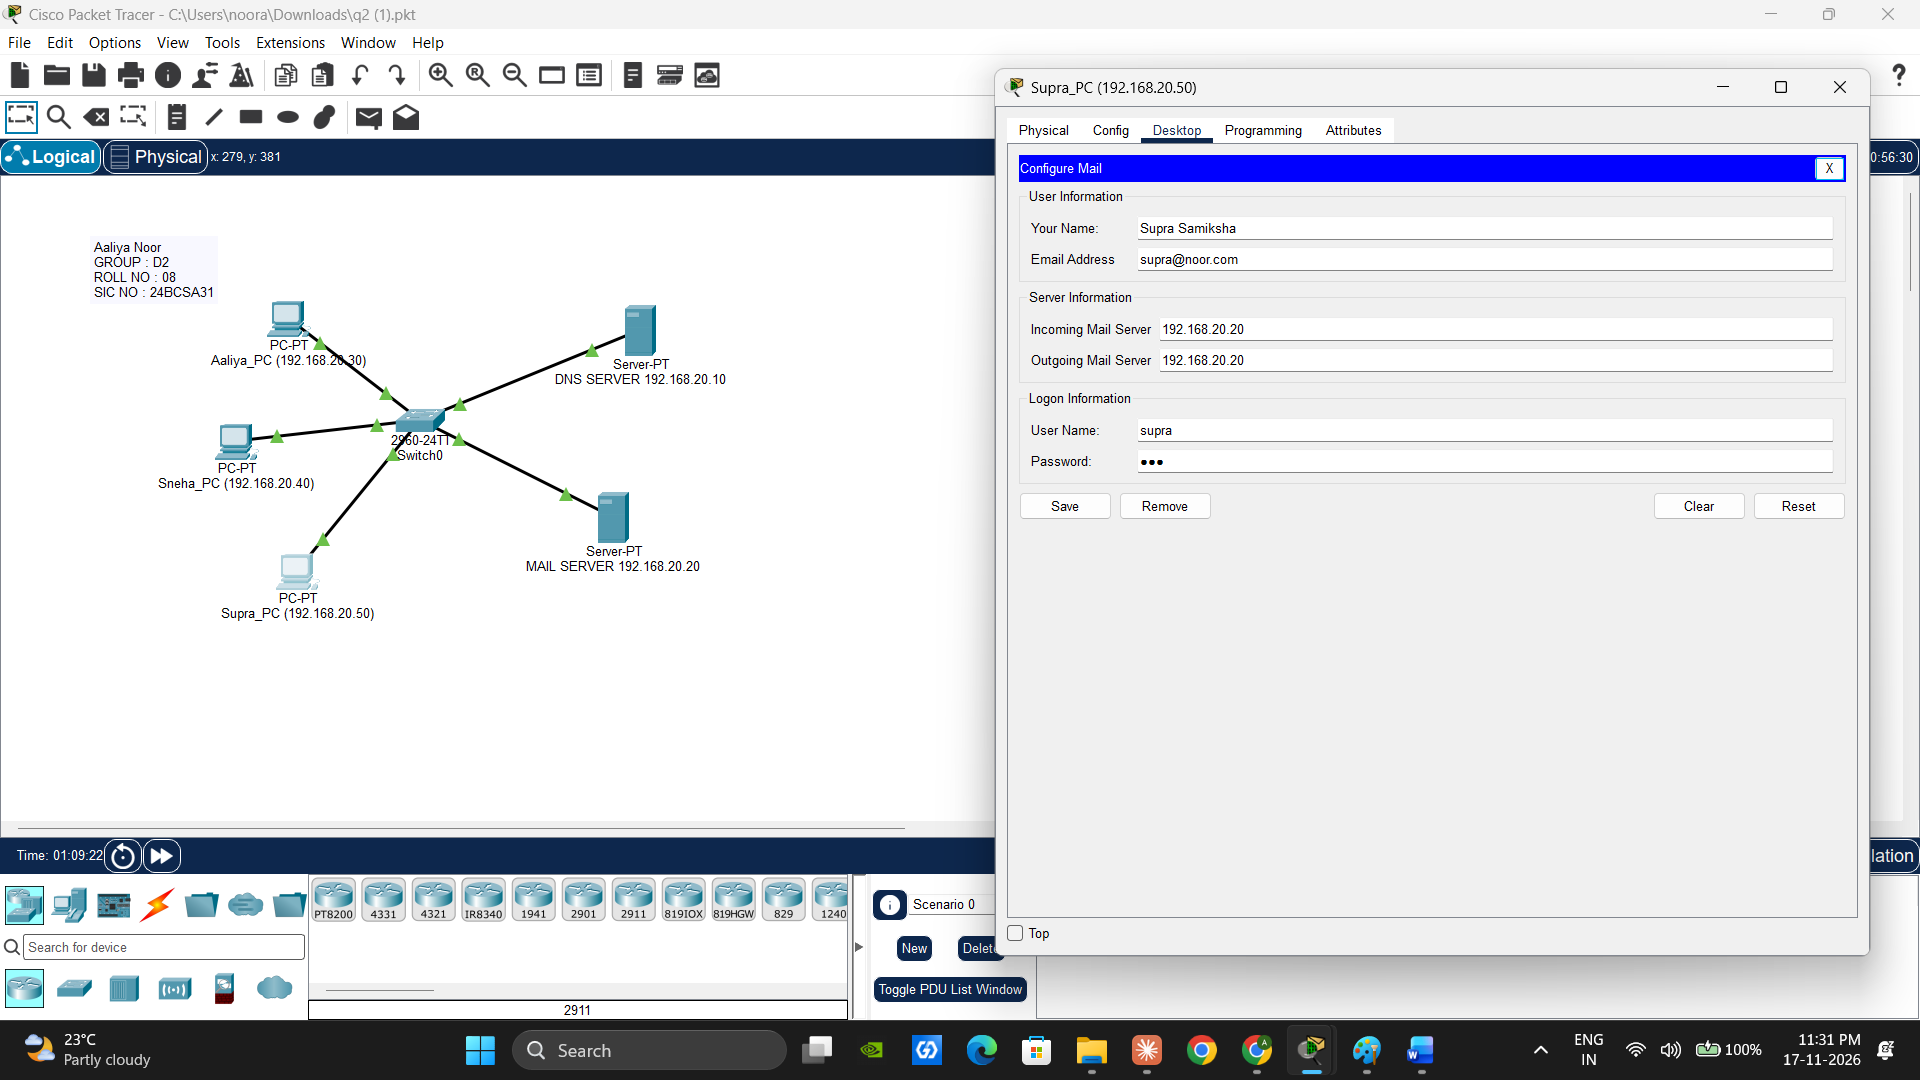 Cisco Packet Tracer - C:\Users\noora\Downloads\q2 (1).pkt
File Edit Options View Tools Extensions Window Help
Logical Physical x: 279, y: 381
0:56:30
Aaliya Noor
GROUP : D2
ROLL NO : 08
SIC NO : 24BCSA31
PC-PT
Aaliya_PC (192.168.20.30)
Server-PT
DNS SERVER 192.168.20.10
2960-24TT
Switch0
PC-PT
Sneha_PC (192.168.20.40)
Server-PT
MAIL SERVER 192.168.20.20
PC-PT
Supra_PC (192.168.20.50)
Supra_PC (192.168.20.50)
Physical Config Desktop Programming Attributes
Configure Mail X
User Information
Your Name: Supra Samiksha
Email Address supra@noor.com
Server Information
Incoming Mail Server 192.168.20.20
Outgoing Mail Server 192.168.20.20
Logon Information
User Name: supra
Password: •••
Save Remove Clear Reset
Top
Time: 01:09:22
lation
PT8200 4331 4321 IR8340 1941 2901 2911 819IOX 819HGW 829 1240
Search for device
2911
Scenario 0
New Delete
Toggle PDU List Window
23°C
Partly cloudy
Search
ENG
IN
100%
11:31 PM
17-11-2026